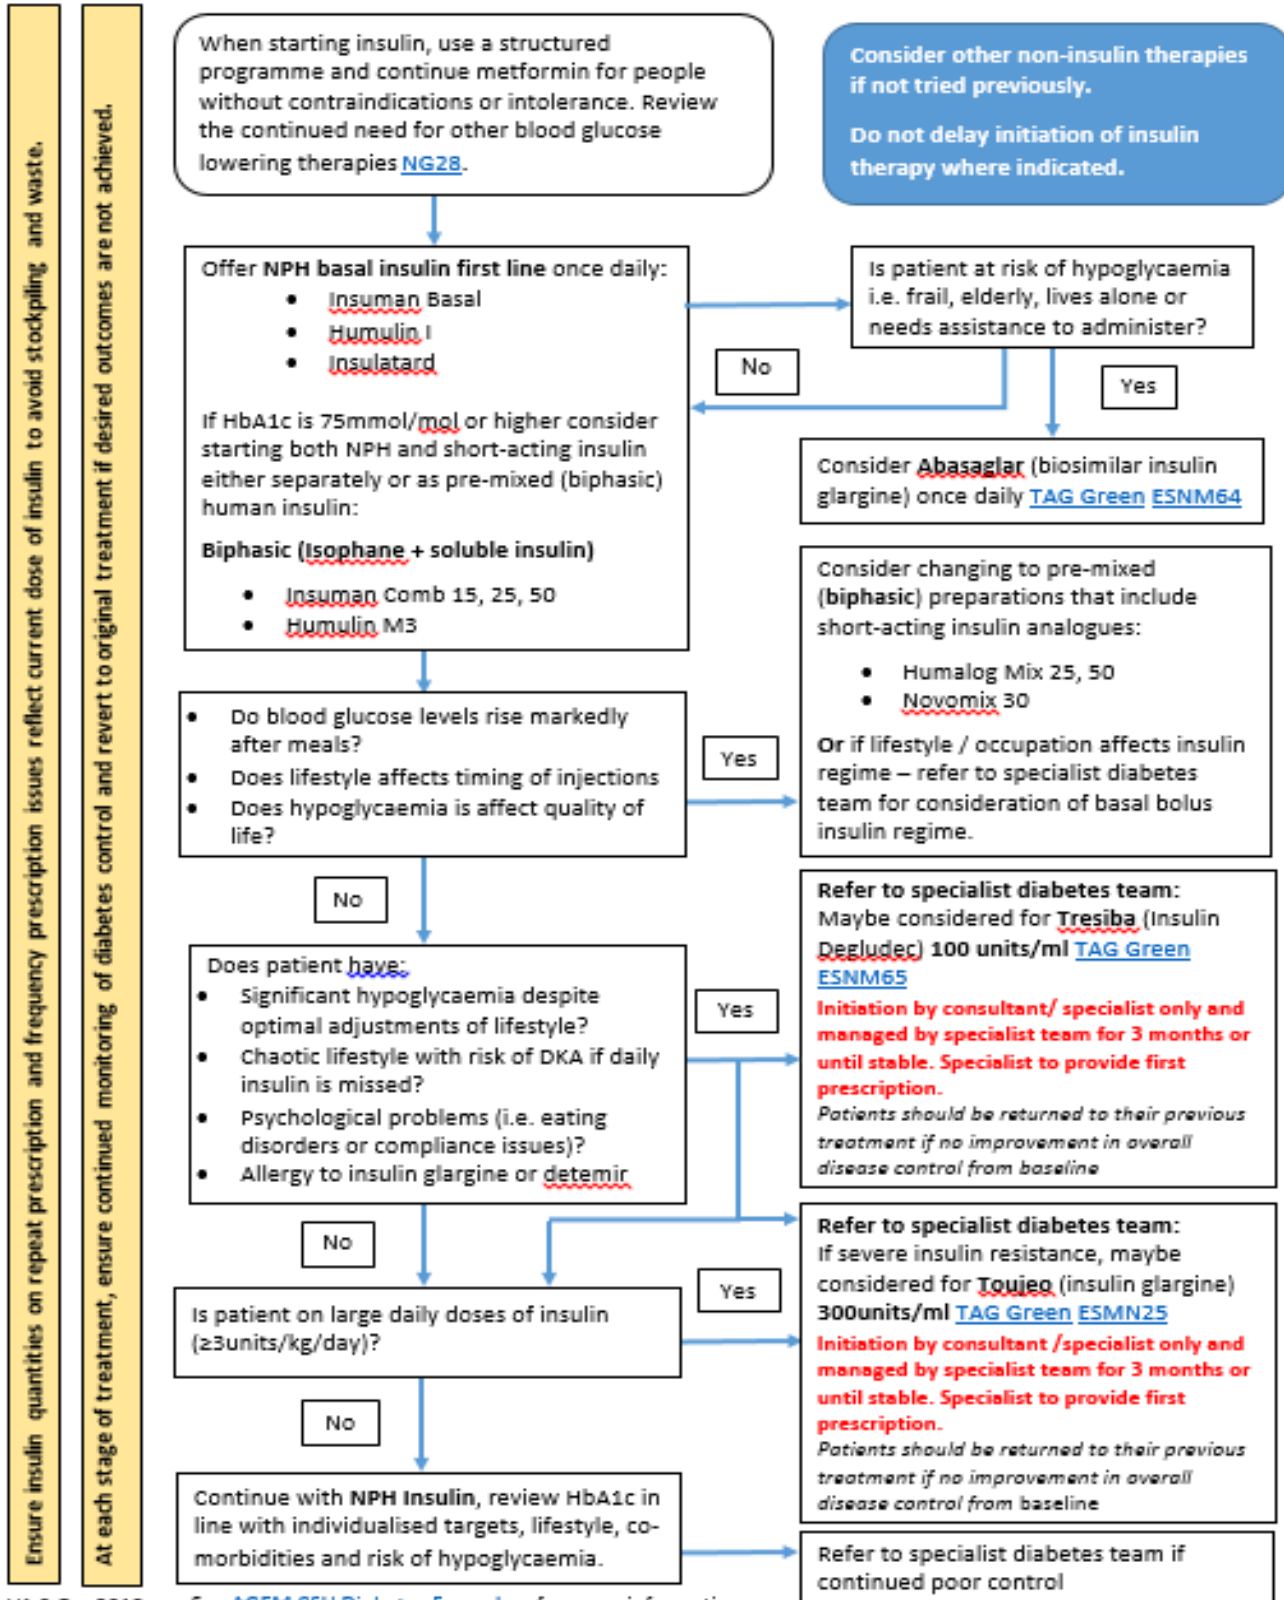 Ensure insulin quantities on repeat prescription and frequency prescription issues reflect current dose of insulin to avoid stockpiling and waste.
At each stage of treatment, ensure continued monitoring of diabetes control and revert to original treatment if desired outcomes are not achieved.
When starting insulin, use a structured
programme and continue metformin for people
without contraindications or intolerance. Review
the continued need for other blood glucose
lowering therapies NG28.
Consider other non-insulin therapies
if not tried previously.
Do not delay initiation of insulin
therapy where indicated.
Offer NPH basal insulin first line once daily:
• Insuman Basal
• Humulin I
• Insulatard
If HbA1c is 75mmol/mol or higher consider
starting both NPH and short-acting insulin
either separately or as pre-mixed (biphasic)
human insulin:
Biphasic (Isophane + soluble insulin)
• Insuman Comb 15, 25, 50
• Humulin M3
Is patient at risk of hypoglycaemia
i.e. frail, elderly, lives alone or
needs assistance to administer?
No
Yes
Consider Abasaglar (biosimilar insulin
glargine) once daily TAG Green ESNM64
Consider changing to pre-mixed
(biphasic) preparations that include
short-acting insulin analogues:
• Humalog Mix 25, 50
• Novomix 30
Or if lifestyle / occupation affects insulin
regime – refer to specialist diabetes
team for consideration of basal bolus
insulin regime.
• Do blood glucose levels rise markedly
after meals?
• Does lifestyle affects timing of injections
• Does hypoglycaemia is affect quality of
life?
Yes
No
Refer to specialist diabetes team:
Maybe considered for Tresiba (Insulin
Degludec) 100 units/ml TAG Green
ESNM65
Initiation by consultant/ specialist only and
managed by specialist team for 3 months or
until stable. Specialist to provide first
prescription.
Patients should be returned to their previous
treatment if no improvement in overall
disease control from baseline
Does patient have:
• Significant hypoglycaemia despite
optimal adjustments of lifestyle?
• Chaotic lifestyle with risk of DKA if daily
insulin is missed?
• Psychological problems (i.e. eating
disorders or compliance issues)?
• Allergy to insulin glargine or detemir
Yes
No
Refer to specialist diabetes team:
If severe insulin resistance, maybe
considered for Toujeo (insulin glargine)
300units/ml TAG Green ESMN25
Initiation by consultant /specialist only and
managed by specialist team for 3 months or
until stable. Specialist to provide first
prescription.
Patients should be returned to their previous
treatment if no improvement in overall
disease control from baseline
Is patient on large daily doses of insulin
(≥3units/kg/day)?
Yes
No
Continue with NPH Insulin, review HbA1c in
line with individualised targets, lifestyle, co-
morbidities and risk of hypoglycaemia.
Refer to specialist diabetes team if
continued poor control